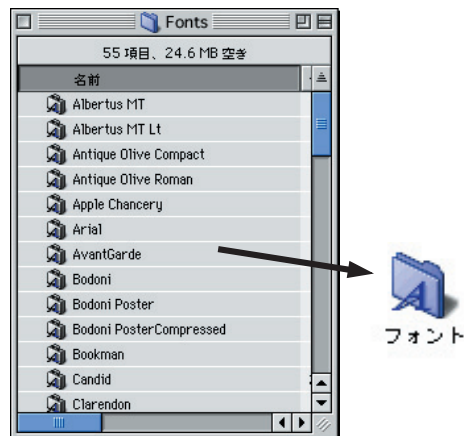 Fonts
55 項目、24.6 MB 空き
名前
Albertus MT
Albertus MT Lt
Antique Olive Compact
Antique Olive Roman
Apple Chancery
Arial
AvantGarde
Bodoni
Bodoni Poster
Bodoni PosterCompressed
Bookman
Candid
Clarendon
フォント